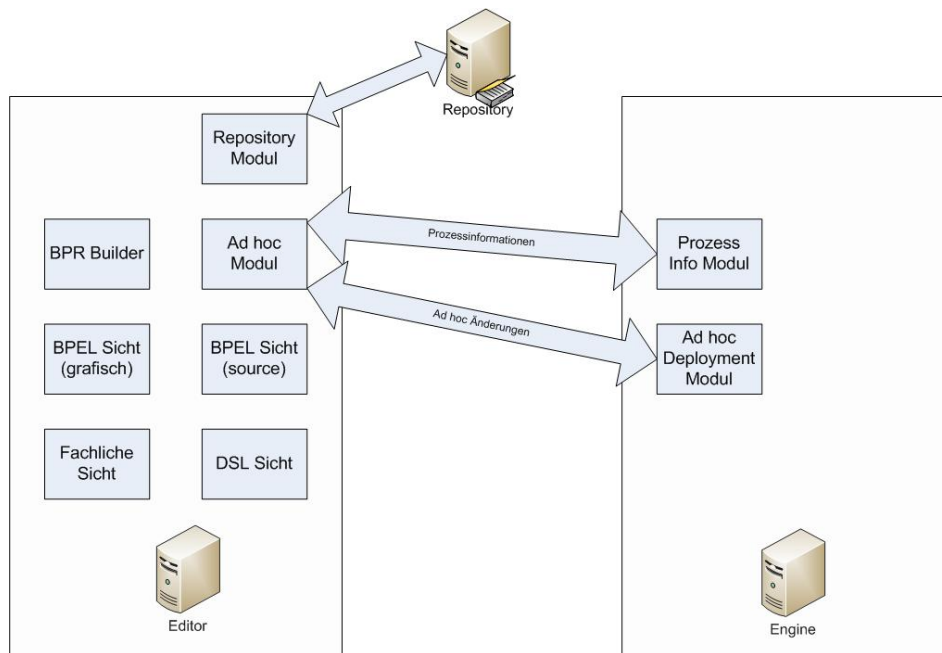 Repository
Repository
Modul
BPR Builder
Ad hoc
Modul
Prozessinformationen
Prozess
Info Modul
Ad hoc Änderungen
BPEL Sicht
(grafisch)
BPEL Sicht
(source)
Ad hoc
Deployment
Modul
Fachliche
Sicht
DSL Sicht
Editor
Engine